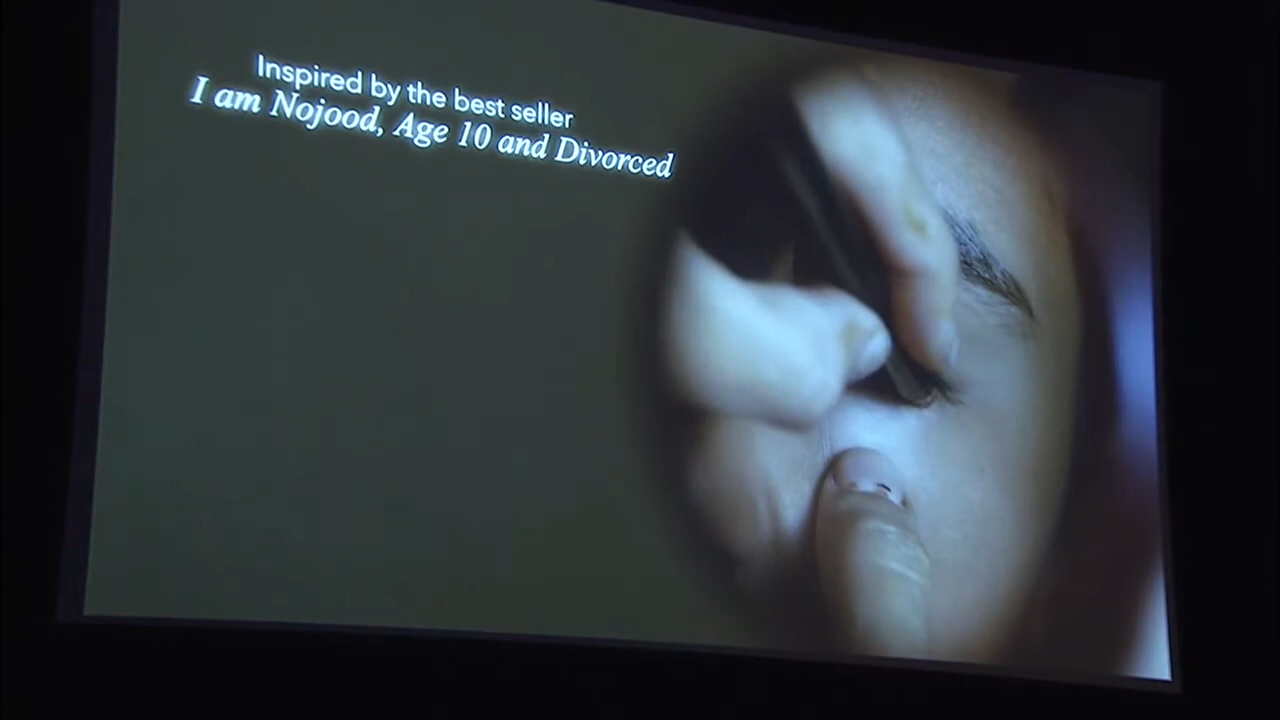 Inspired by the best seller
I am Nojood, Age 10 and Divorced